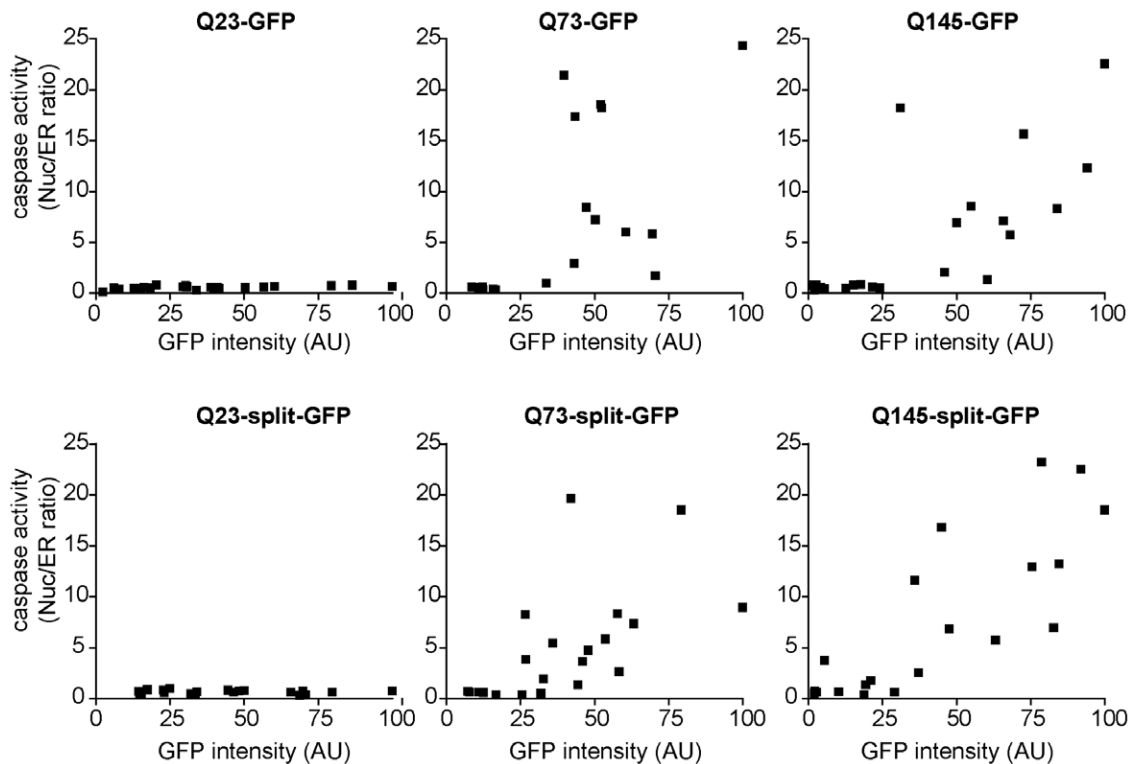 Q23-GFP Q73-GFP Q145-GFP
caspase activity
(Nuc/ER ratio)
25 25 25
20 20 20
15 15 15
10 10 10
5 5 5
0 0 0
0 25 50 75 100 0 25 50 75 100 0 25 50 75 100
GFP intensity (AU) GFP intensity (AU) GFP intensity (AU)
Q23-split-GFP Q73-split-GFP Q145-split-GFP
caspase activity
(Nuc/ER ratio)
25 25 25
20 20 20
15 15 15
10 10 10
5 5 5
0 0 0
0 25 50 75 100 0 25 50 75 100 0 25 50 75 100
GFP intensity (AU) GFP intensity (AU) GFP intensity (AU)